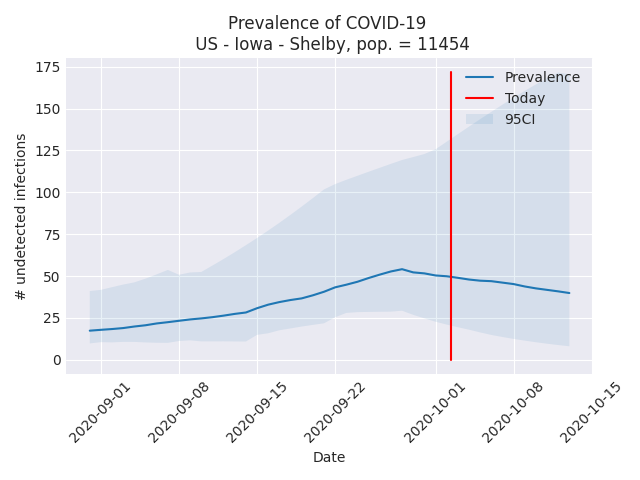 Prevalence of COVID-19
US - Iowa - Shelby, pop. = 11454
175
150
125
100
75
50
25
0
# undetected infections
Prevalence
Today
95CI
2020-09-01
2020-09-08
2020-09-15
2020-09-22
2020-10-01
2020-10-08
2020-10-15
Date